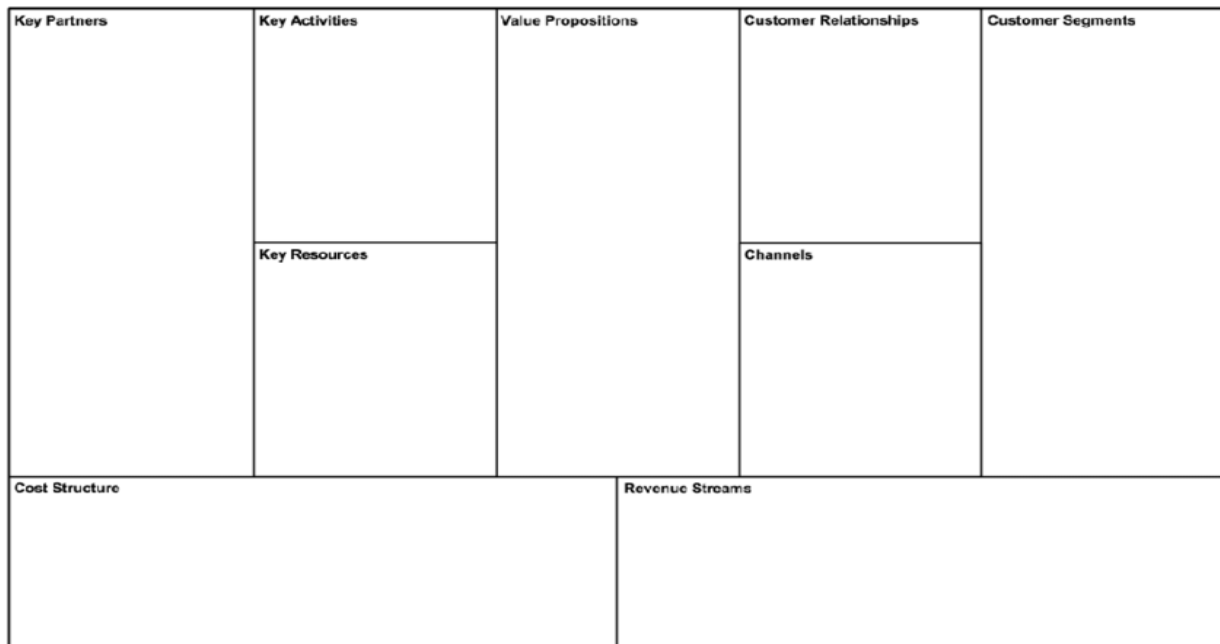 Key Partners
Key Activities
Value Propositions
Customer Relationships
Customer Segments
Key Resources
Channels
Cost Structure
Revenue Streams